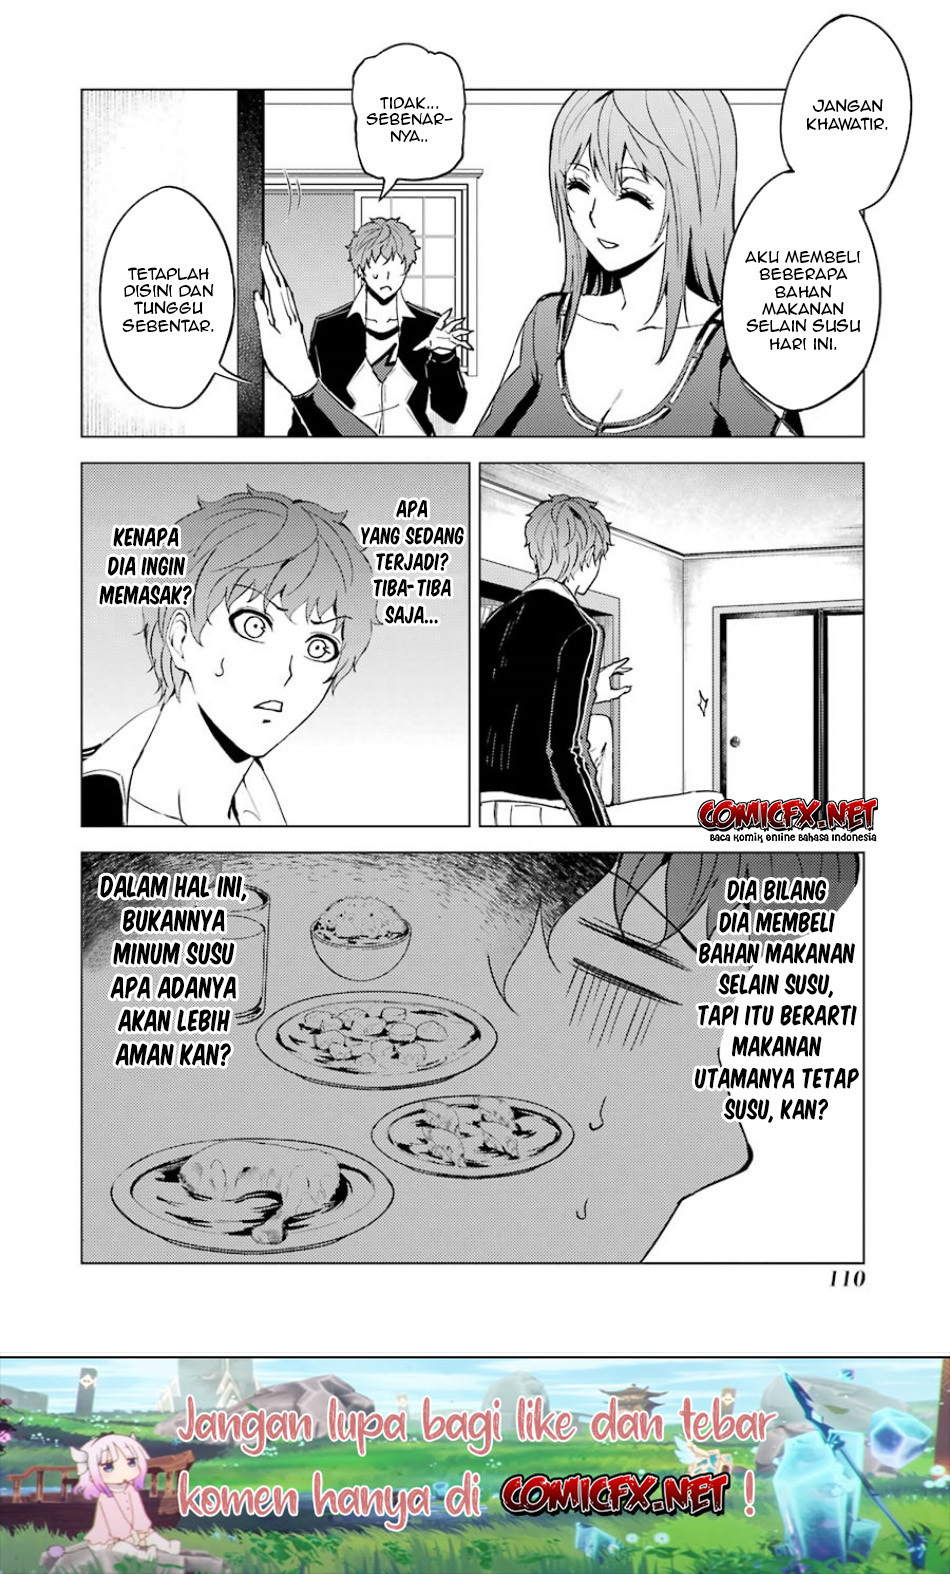 JANGAN
KHAWATIR.
AKU MEMBELI
BEBERAPA
BAHAN
MAKANAN
SELAIN SUSU
HARI INI.
TIDAK...
SEBENAR-
NYA..
TETAPLAH
DISINI DAN
TUNGGU
SEBENTAR.
APA
YANG SEDANG
TERJADI?
TIBA-TIBA
SAJA...
KENAPA
DIA INGIN
MEMASAK?
COMICFX.NET
Baca Komik Online Bahasa Indonesia
DIA BILANG
DIA MEMBELI
BAHAN MAKANAN
SELAIN SUSU,
TAPI ITU BERARTI
MAKANAN
UTAMANYA TETAP
SUSU, KAN?
DALAM HAL INI,
BUKANNYA
MINUM SUSU
APA ADANYA
AKAN LEBIH
AMAN KAN?
110
Jangan lupa bagi like dan tebar
komen hanya di COMICFX.NET !